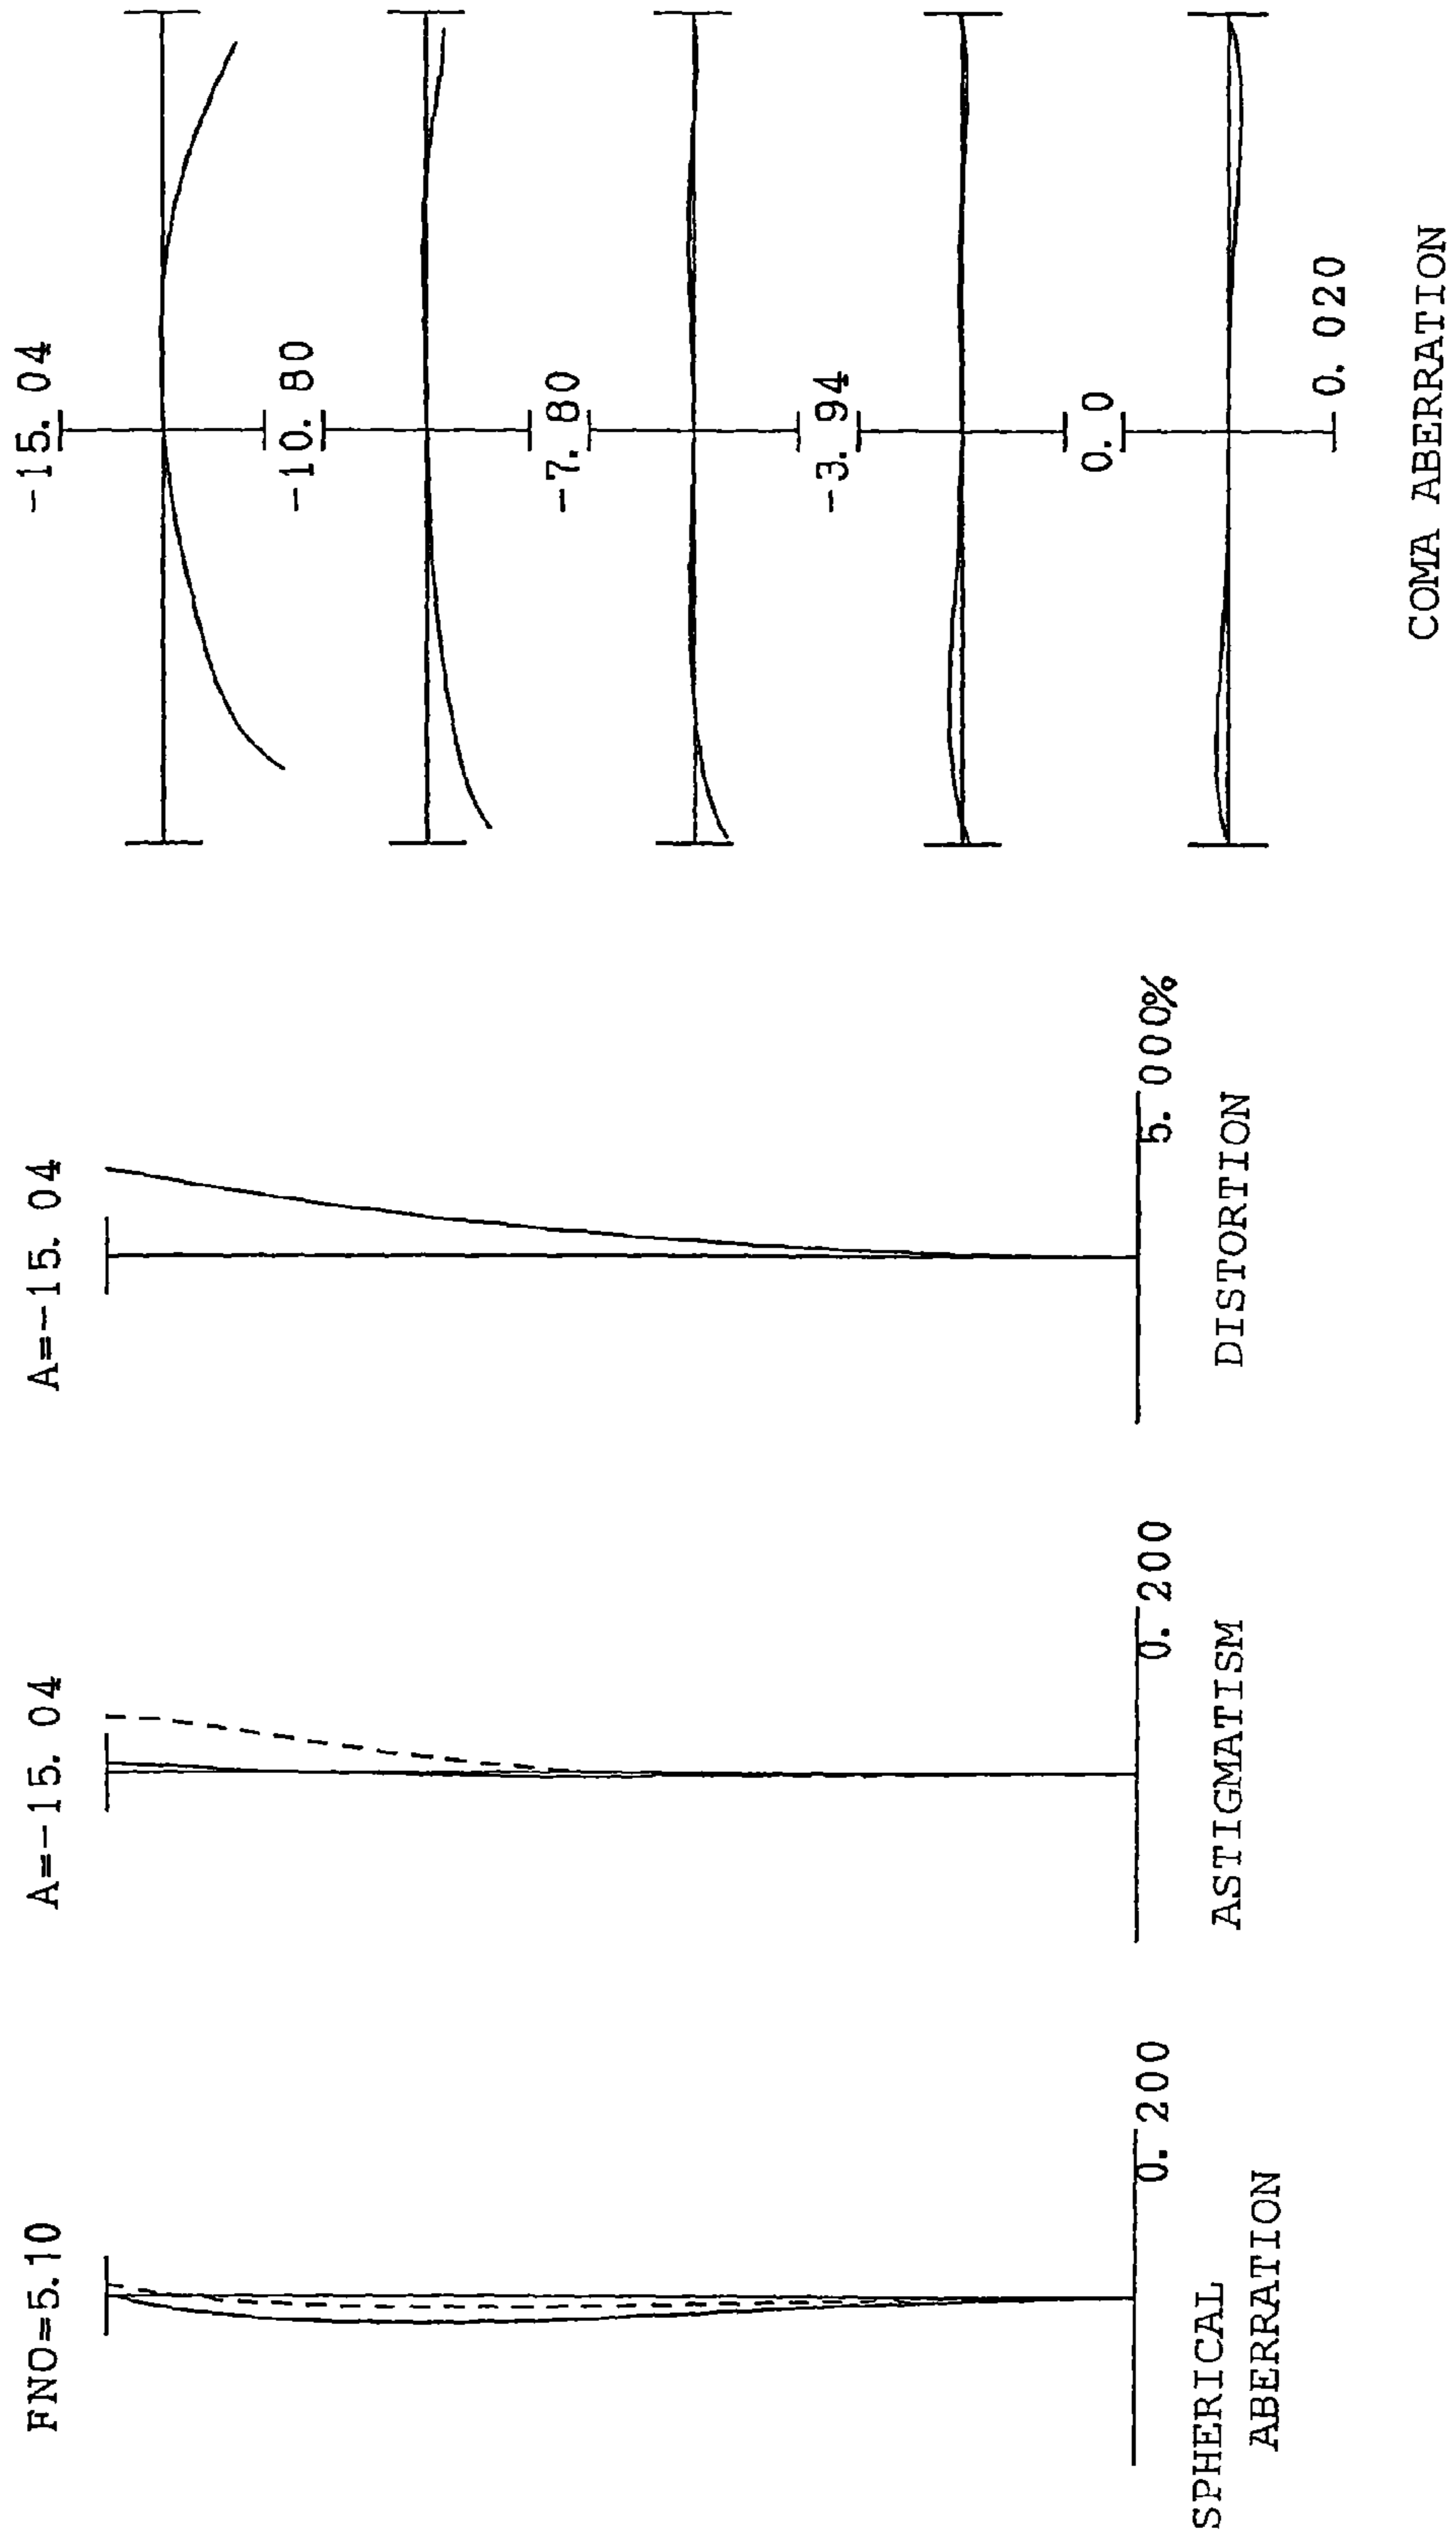 FNO=5.10
0.200
SPHERICAL
ABERRATION
A=-15.04
0.200
ASTIGMATISM
A=-15.04
5.000%
DISTORTION
-15.04
-10.80
-7.80
-3.94
0.0
0.020
COMA ABERRATION